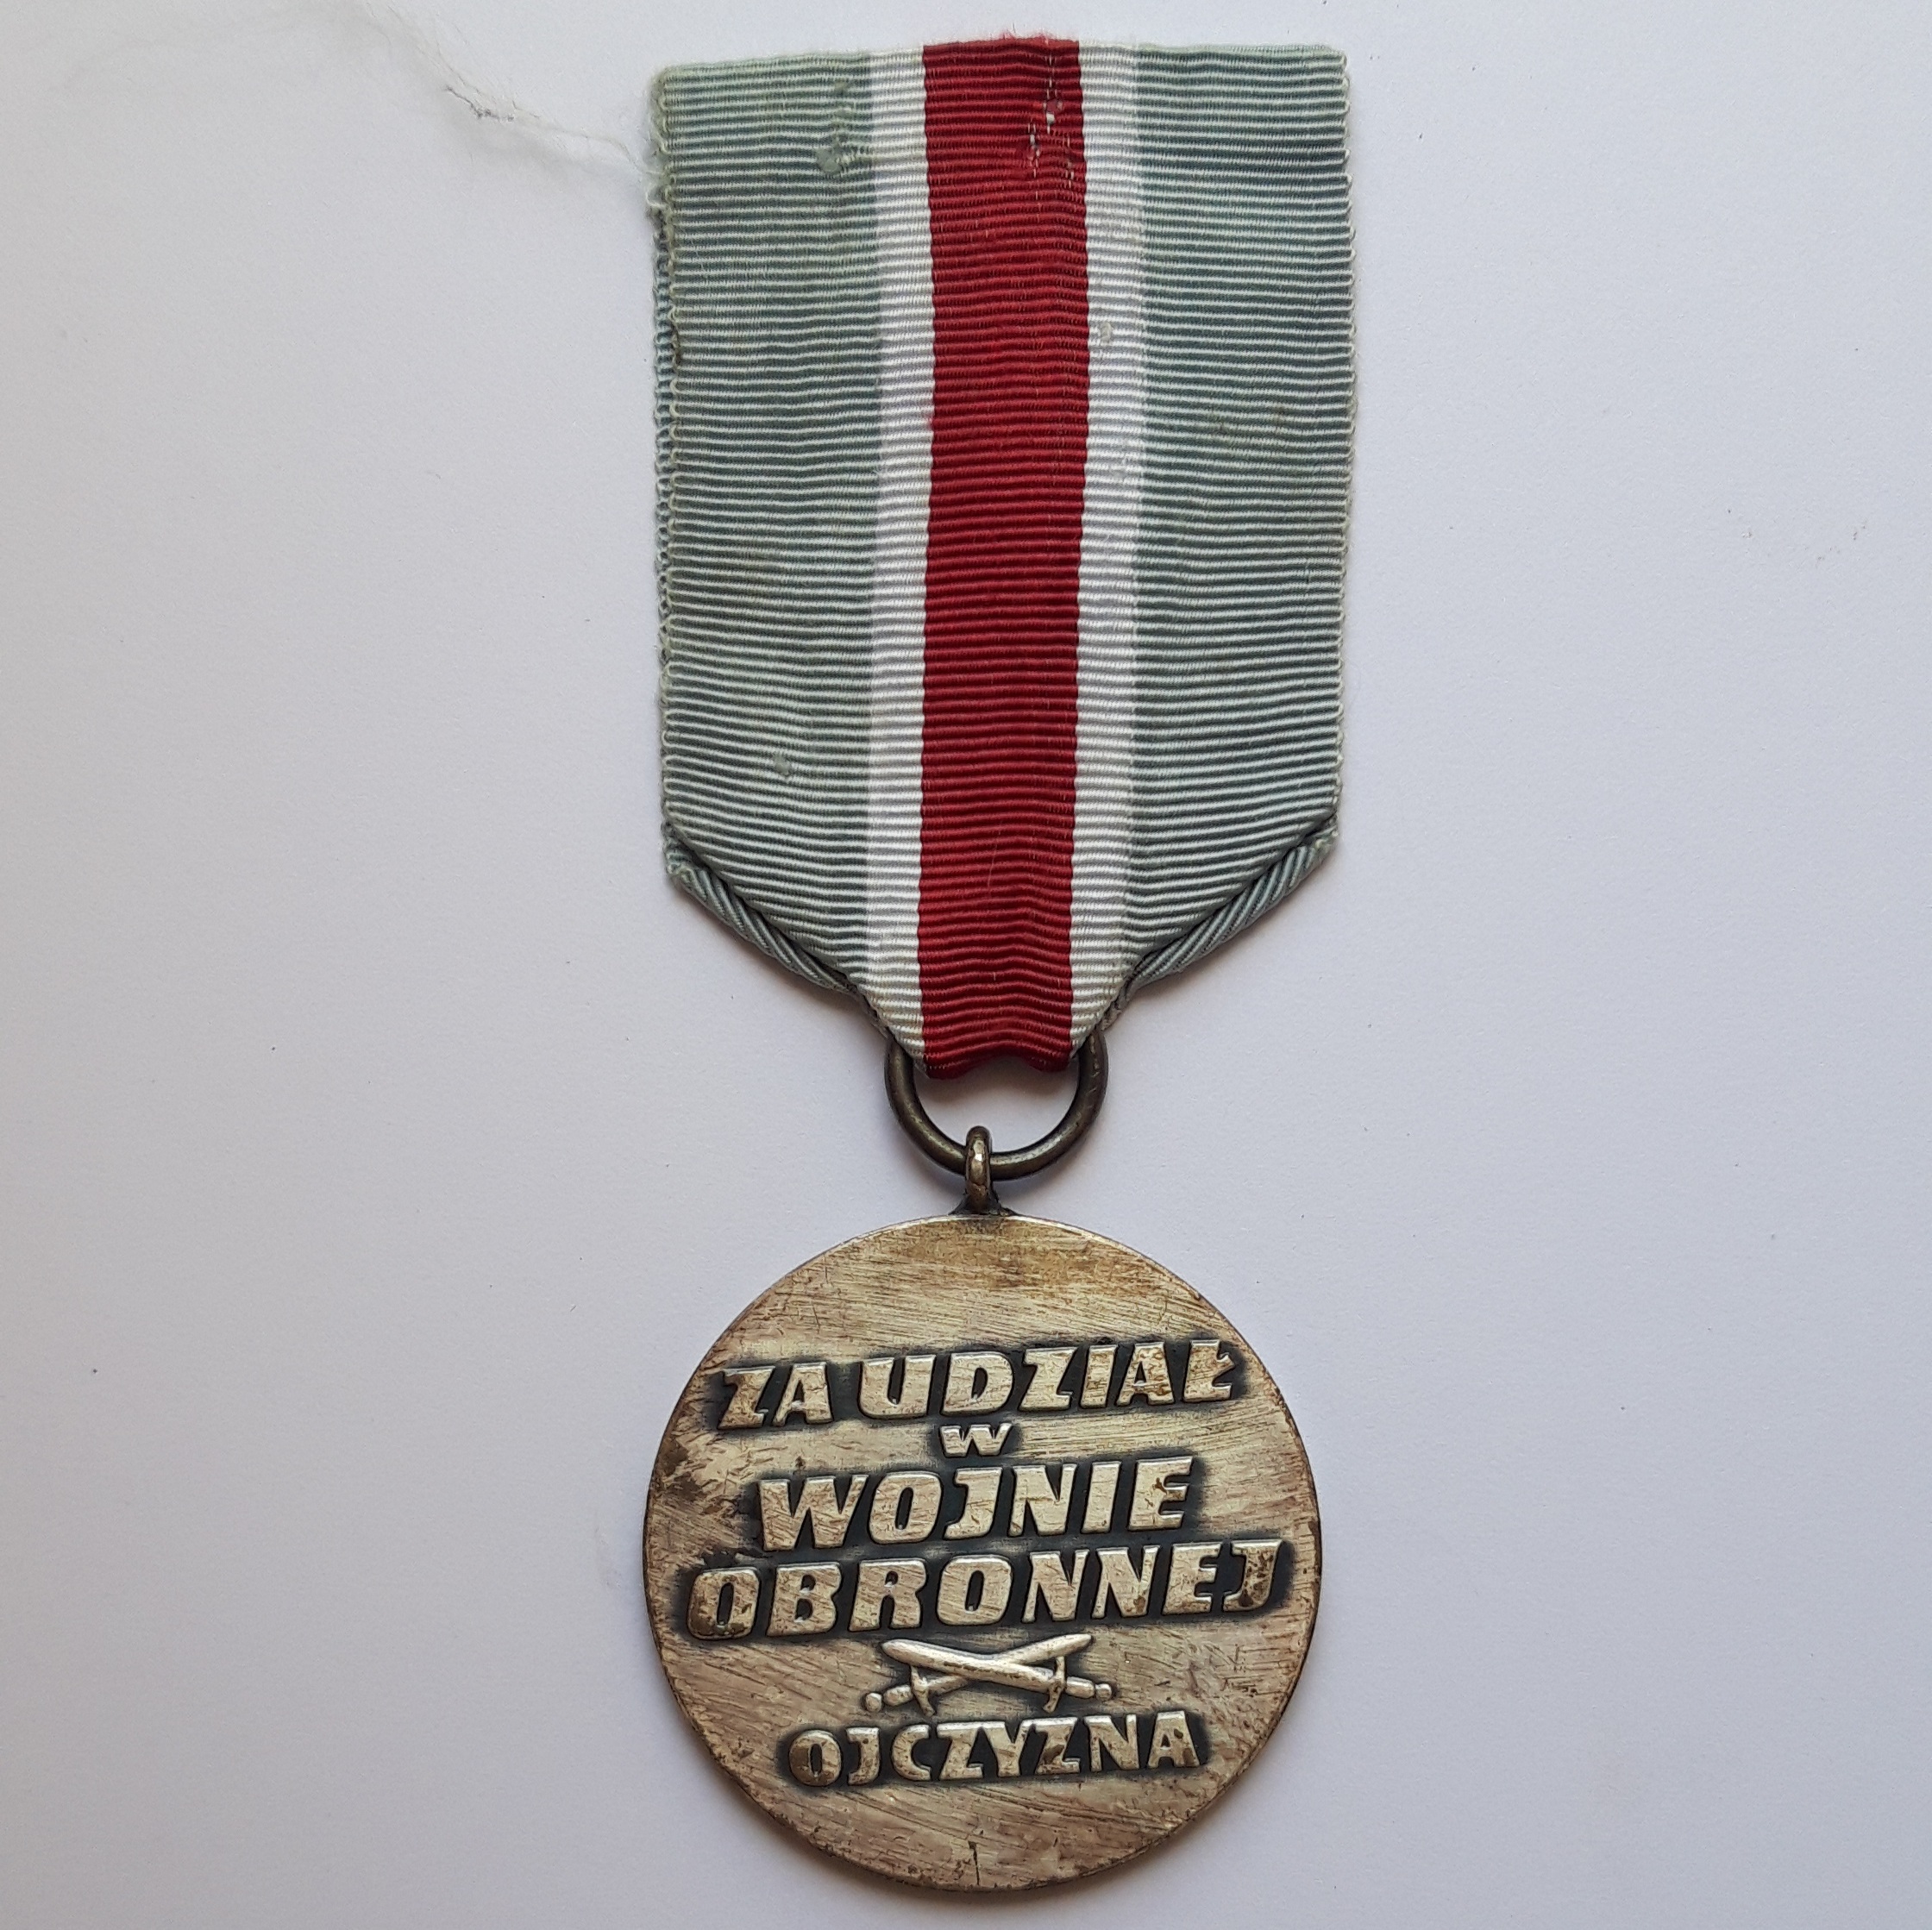 ZA UDZIAŁ
W
WOJNIE
OBRONNEJ
OJCZYZNA